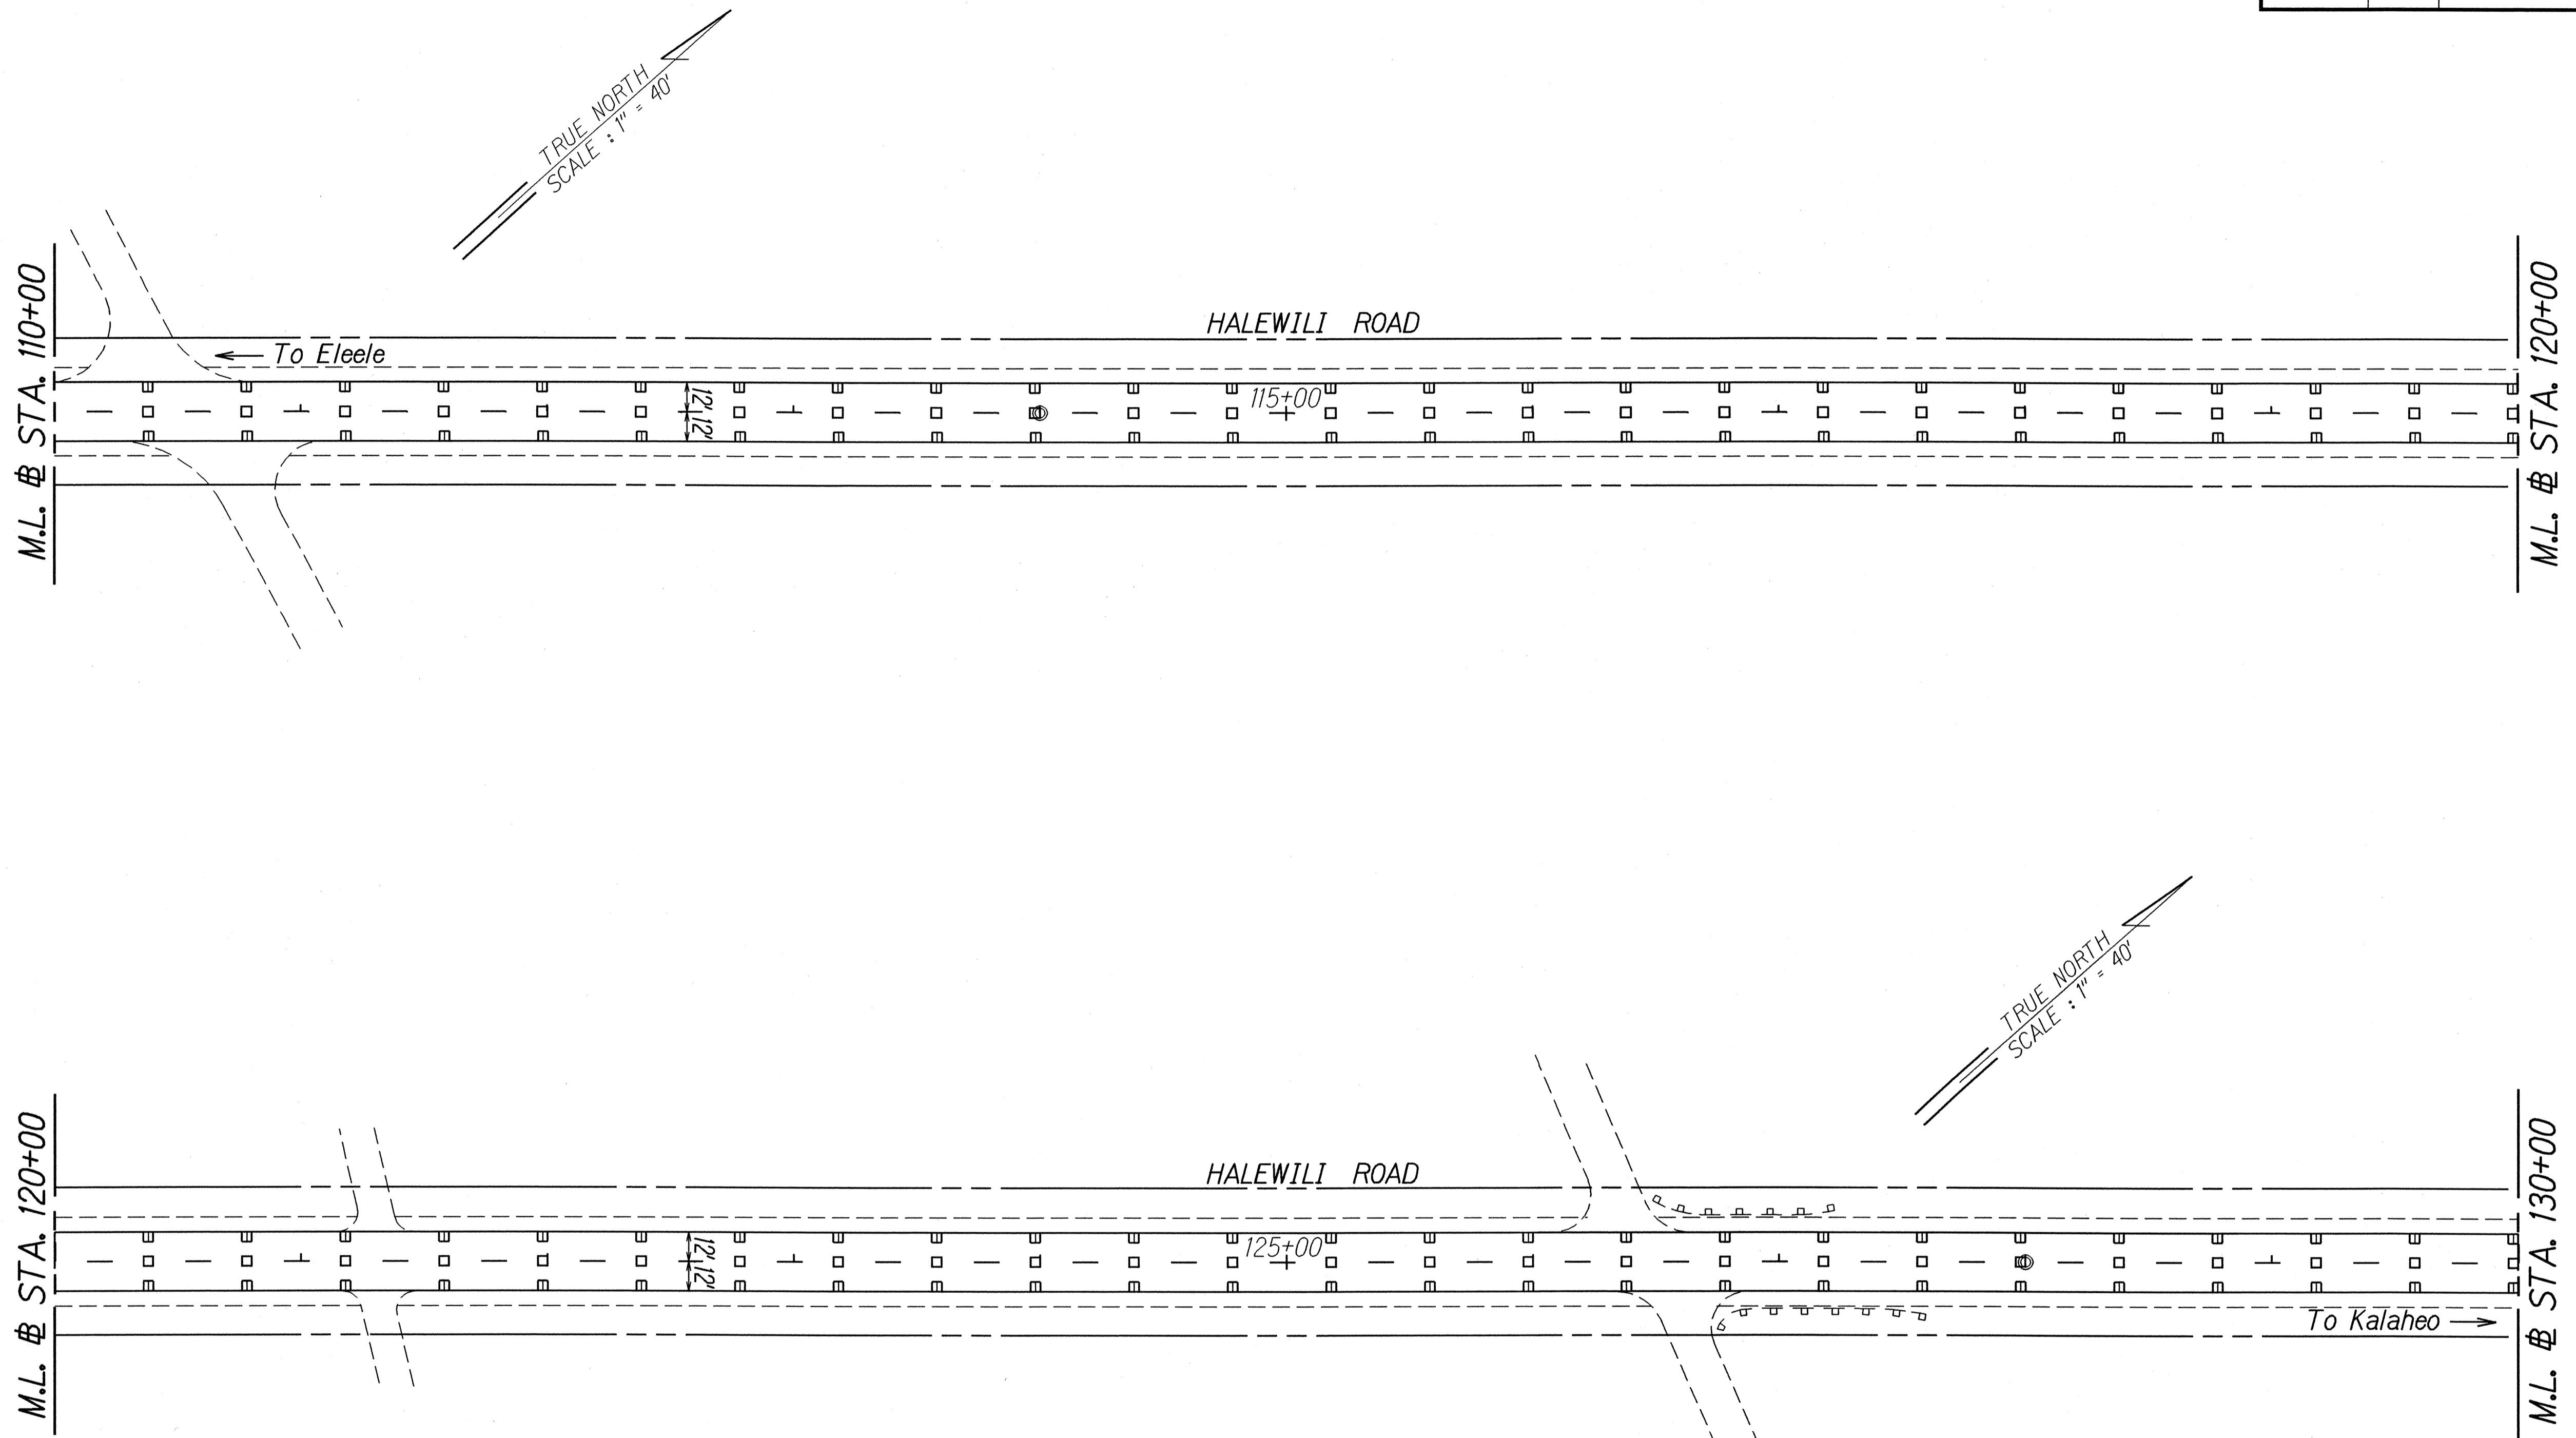 TRUE NORTH
SCALE : 1" = 40'
M.L. ⅊ STA. 110+00
HALEWILI ROAD
To Eleele
12' 12'
115+00
M.L. ⅊ STA. 120+00
TRUE NORTH
SCALE : 1" = 40'
M.L. ⅊ STA. 120+00
HALEWILI ROAD
12' 12'
125+00
To Kalaheo
M.L. ⅊ STA. 130+00